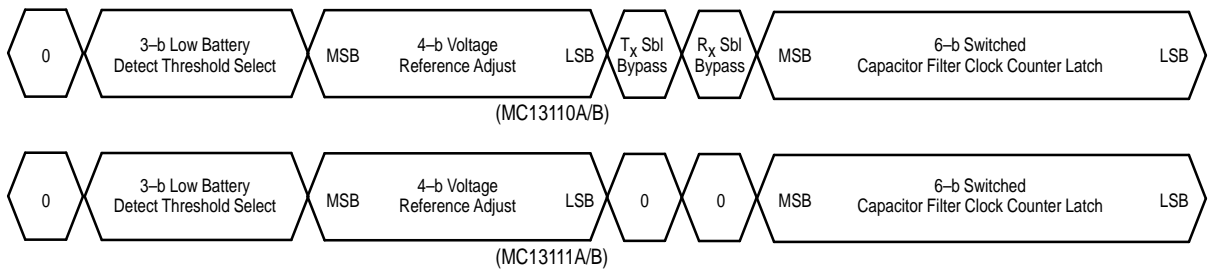 0
3–b Low Battery
Detect Threshold Select
MSB
4–b Voltage
Reference Adjust
LSB
Tx Sbl
Bypass
Rx Sbl
Bypass
MSB
6–b Switched
Capacitor Filter Clock Counter Latch
LSB
(MC13110A/B)
0
3–b Low Battery
Detect Threshold Select
MSB
4–b Voltage
Reference Adjust
LSB
0
0
MSB
6–b Switched
Capacitor Filter Clock Counter Latch
LSB
(MC13111A/B)